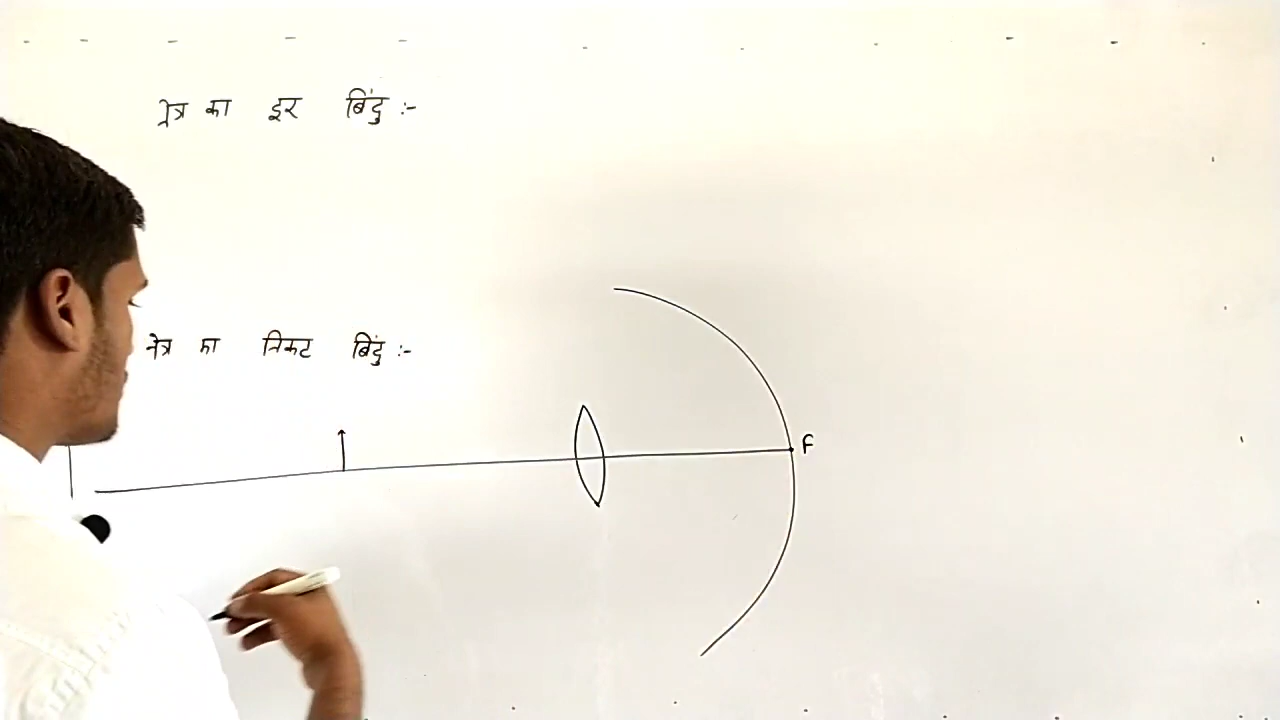 नेत्र का दूर बिंदु :-
नेत्र का निकट बिंदु :-
F